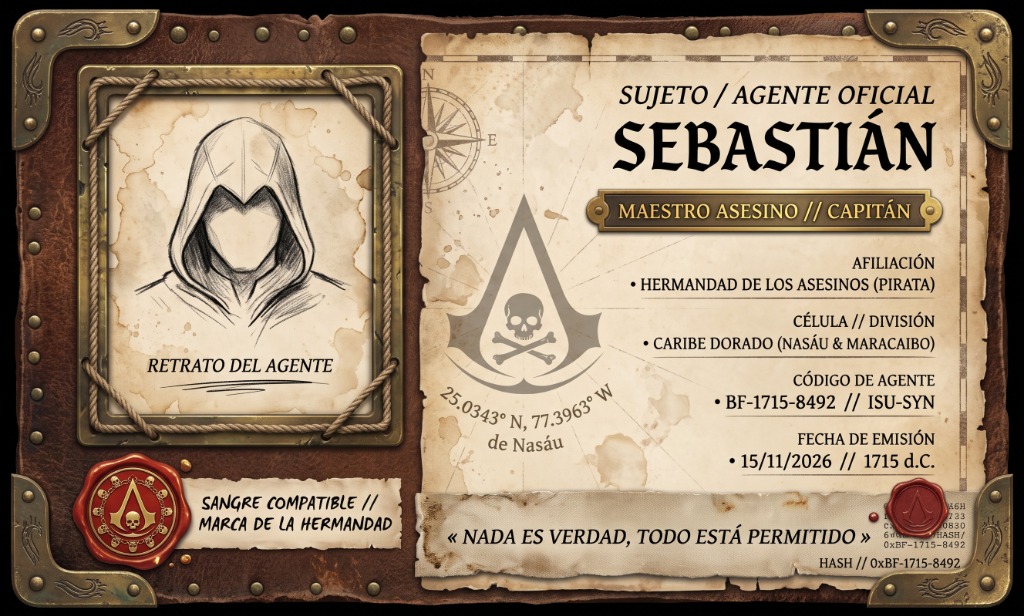 SUJETO / AGENTE OFICIAL
SEBASTIÁN
MAESTRO ASESINO // CAPITÁN
AFILIACIÓN
• HERMANDAD DE LOS ASESINOS (PIRATA)
CÉLULA // DIVISIÓN
• CARIBE DORADO (NASÁU & MARACAIBO)
CÓDIGO DE AGENTE
• BF-1715-8492 // ISU-SYN
FECHA DE EMISIÓN
• 15/11/2026 // 1715 d.C.
N
E
S
25.0343° N, 77.3963° W
de Nasáu
RETRATO DEL AGENTE
SANGRE COMPATIBLE //
MARCA DE LA HERMANDAD
« NADA ES VERDAD, TODO ESTÁ PERMITIDO »
0xBF-1715-8492
HASH // 0xBF-1715-8492